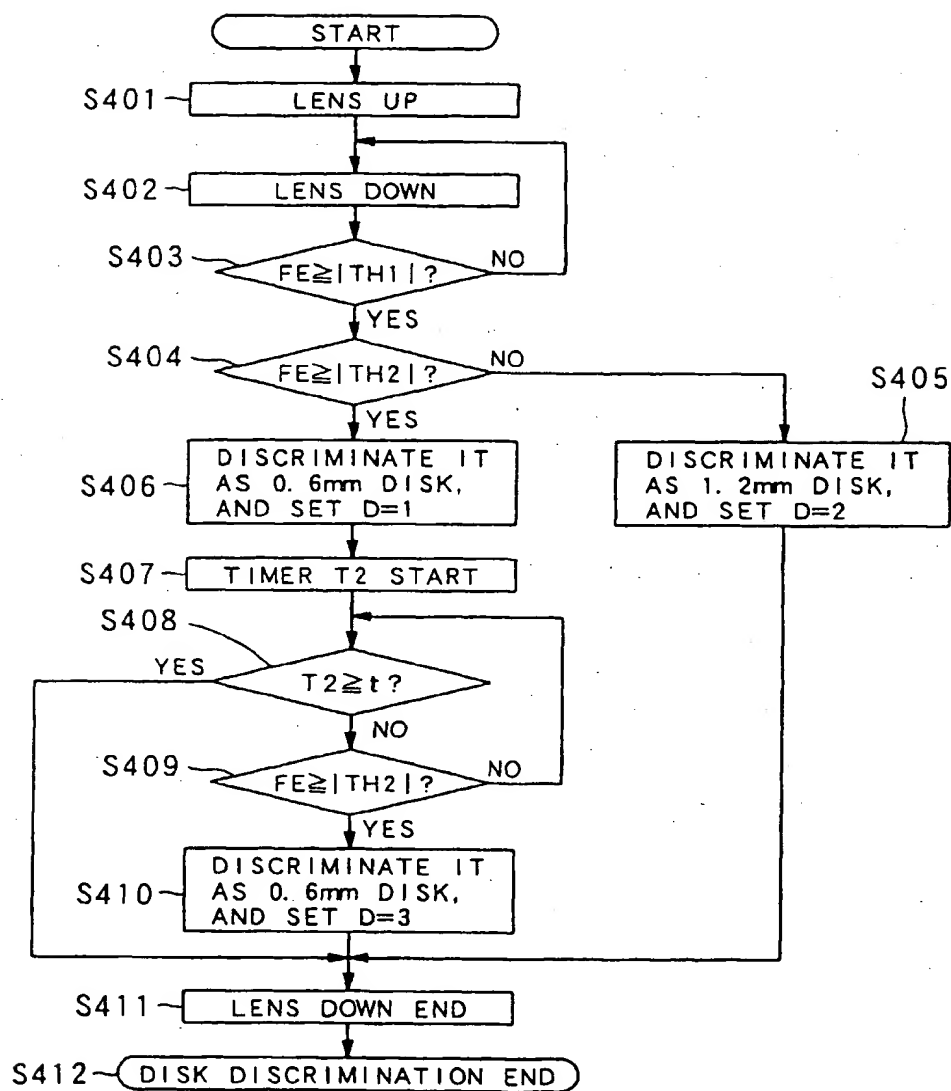 START
S401
LENS UP
S402
LENS DOWN
S403
FE≧|TH1|?
NO
YES
S404
FE≧|TH2|?
NO
YES
S405
DISCRIMINATE IT
AS 1. 2mm DISK,
AND SET D=2
S406
DISCRIMINATE IT
AS 0. 6mm DISK,
AND SET D=1
S407
TIMER T2 START
S408
YES
T2≧t?
NO
S409
FE≧|TH2|?
NO
YES
S410
DISCRIMINATE IT
AS 0. 6mm DISK,
AND SET D=3
S411
LENS DOWN END
S412
DISK DISCRIMINATION END